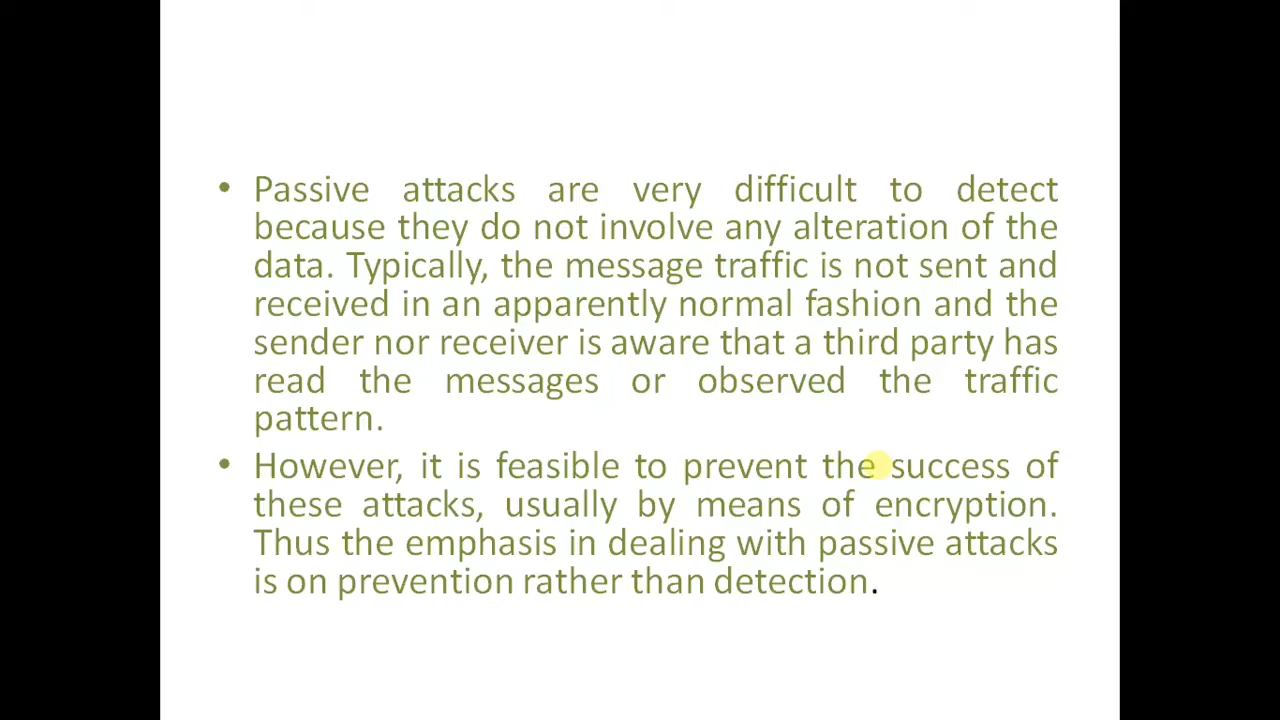 • Passive attacks are very difficult to detect
because they do not involve any alteration of the
data. Typically, the message traffic is not sent and
received in an apparently normal fashion and the
sender nor receiver is aware that a third party has
read the messages or observed the traffic
pattern.
• However, it is feasible to prevent the success of
these attacks, usually by means of encryption.
Thus the emphasis in dealing with passive attacks
is on prevention rather than detection.